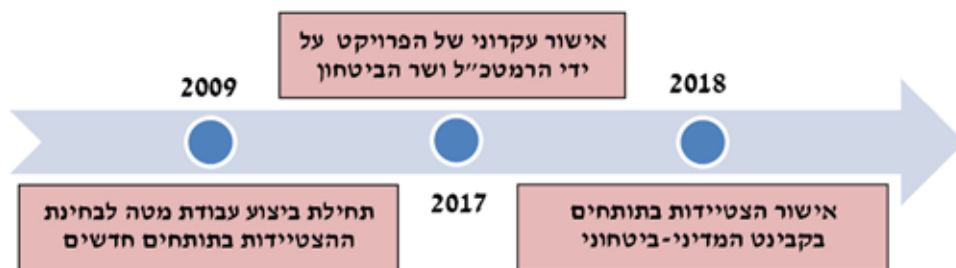 אישור עקרוני של הפרויקט על
ידי הרמטכ״ל ושר הביטחון
2009
2018
2017
תחילת ביצוע עבודת מטה לבחינת
ההצטיידות בתותחים חדשים
אישור הצטיידות בתותחים
בקבינט המדיני-ביטחוני